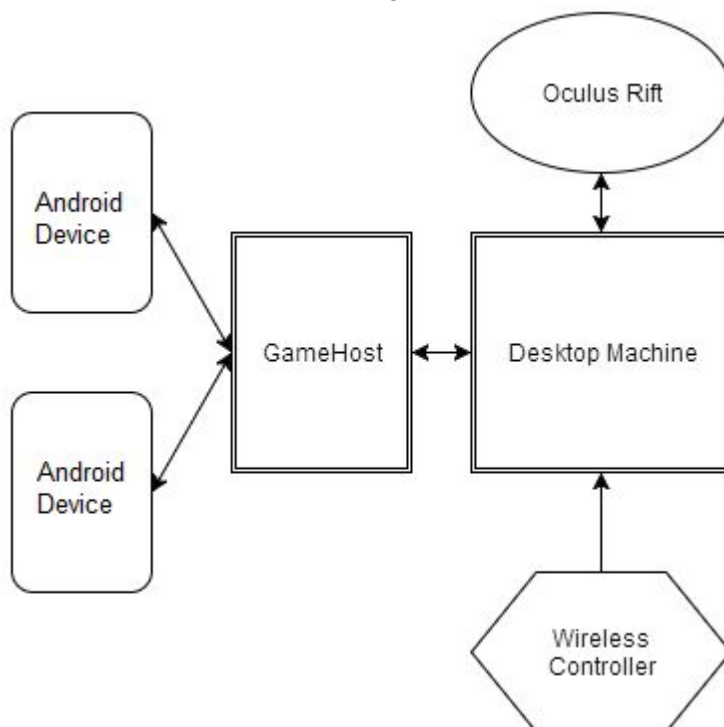 Oculus Rift
Android
Device
GameHost
Desktop Machine
Android
Device
Wireless
Controller